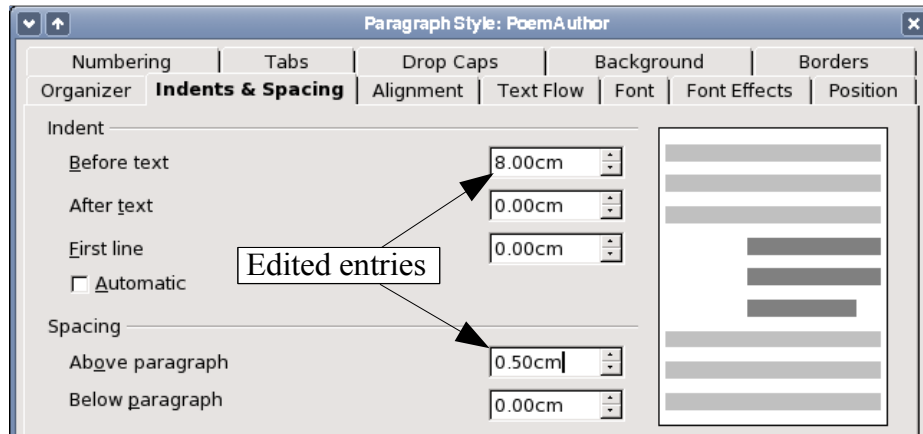 Paragraph Style: PoemAuthor
Numbering Tabs Drop Caps Background Borders
Organizer Indents & Spacing Alignment Text Flow Font Font Effects Position
Indent
Before text 8.00cm
After text 0.00cm
First line 0.00cm
Edited entries
Automatic
Spacing
Above paragraph 0.50cm
Below paragraph 0.00cm